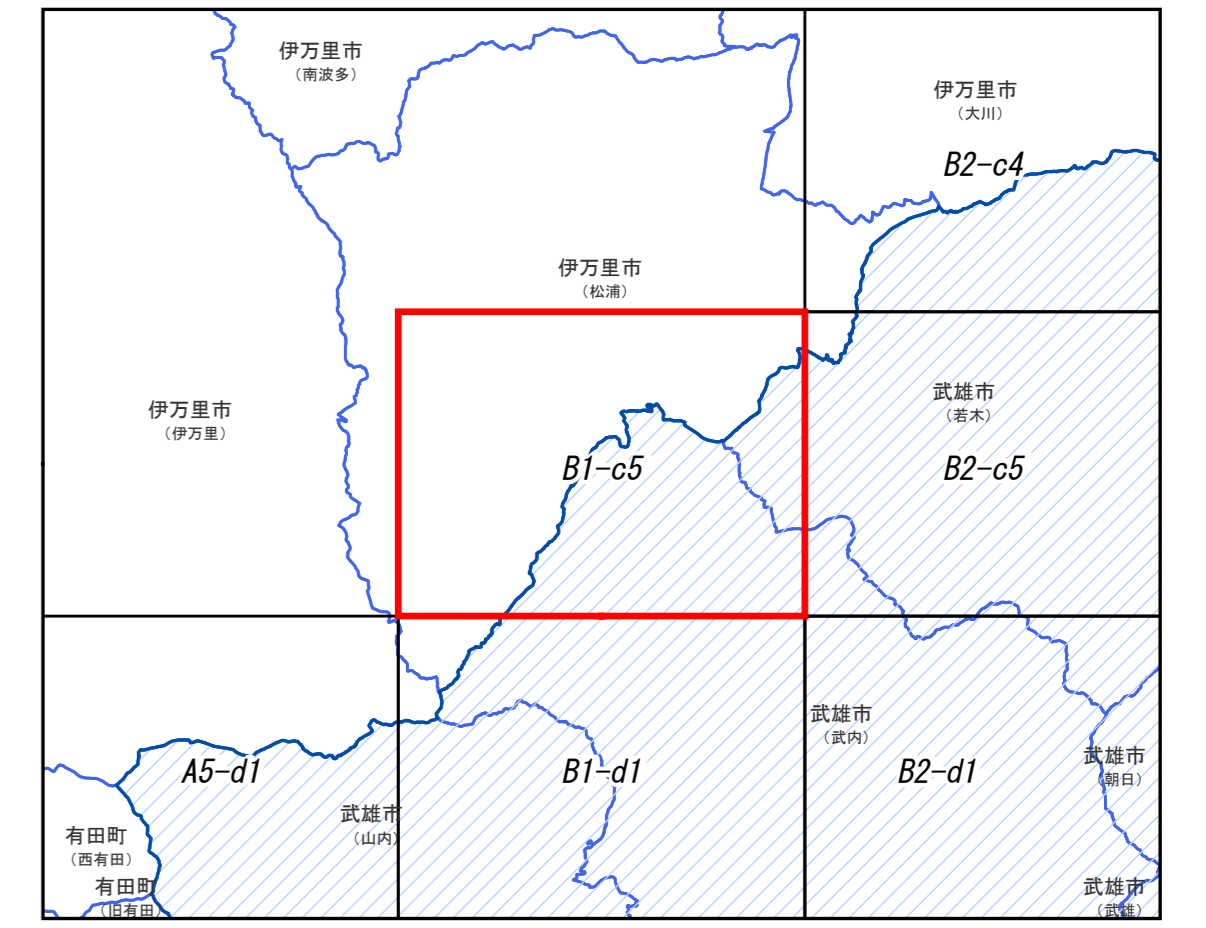 伊万里市
（南波多）
伊万里市
（大川）
B2-c4
伊万里市
（松浦）
伊万里市
（伊万里）
武雄市
（若木）
B1-c5
B2-c5
武雄市
（武内）
武雄市
（朝日）
A5-d1
B1-d1
B2-d1
武雄市
（山内）
有田町
（西有田）
有田町
（旧有田）
武雄市
（武雄）